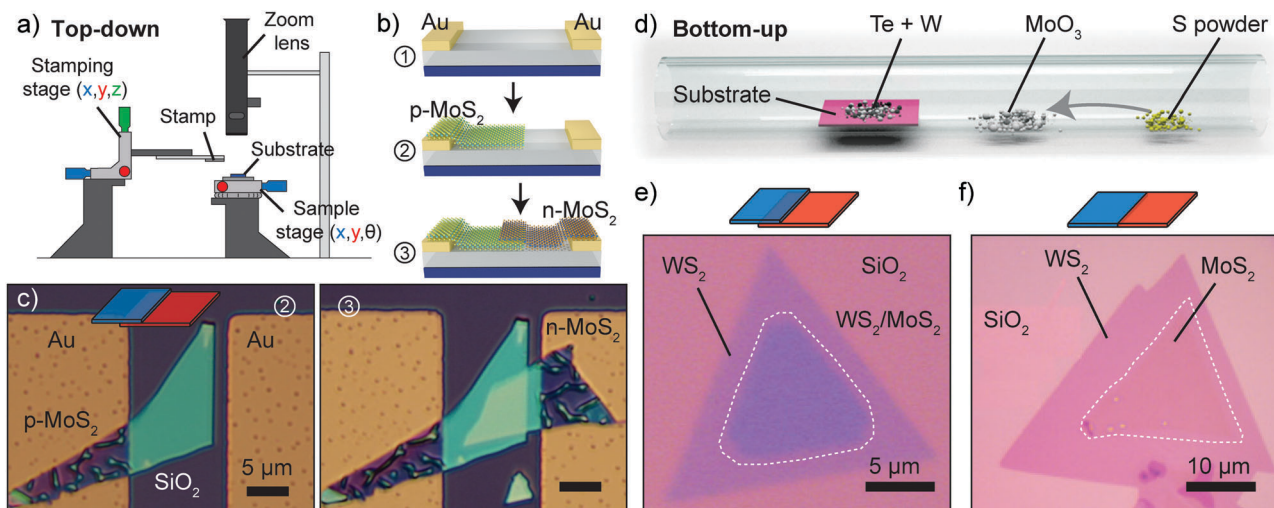 a) Top-down
Zoom
lens
Stamping
stage (x,y,z)
Stamp
Substrate
Sample
stage (x,y,θ)
b)
Au Au
①
p-MoS₂
②
n-MoS₂
③
c)
②
Au
Au
p-MoS₂
SiO₂
5 μm
③
n-MoS₂
d) Bottom-up
Te + W
MoO₃
S powder
Substrate
e)
WS₂
SiO₂
WS₂/MoS₂
5 μm
f)
WS₂
MoS₂
SiO₂
10 μm